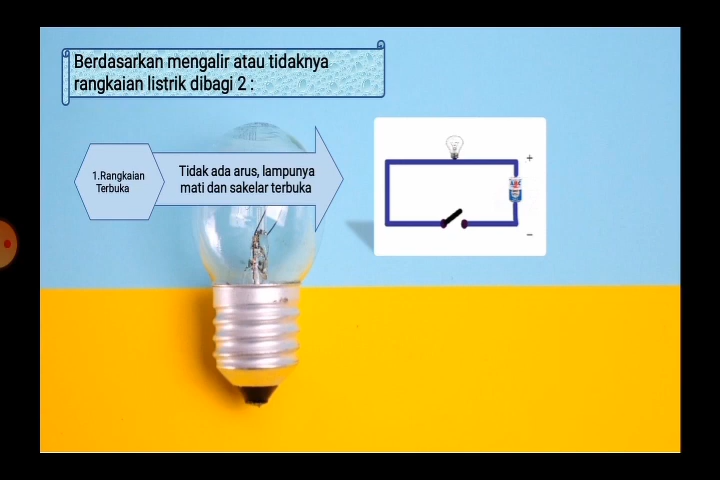 Berdasarkan mengalir atau tidaknya
rangkaian listrik dibagi 2 :
1.Rangkaian
Terbuka
Tidak ada arus, lampunya
mati dan sakelar terbuka
+
ABC
−